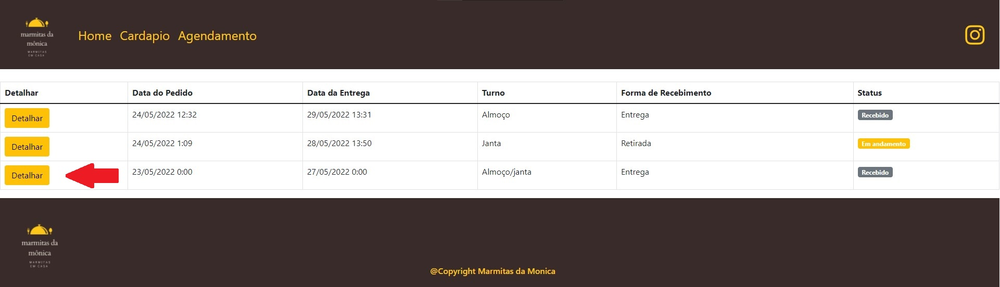 marmitas da
mônica
MARMITAS
EM CASA
Home Cardapio Agendamento
Detalhar Data do Pedido Data da Entrega Turno Forma de Recebimento Status
Detalhar 24/05/2022 12:32 29/05/2022 13:31 Almoço Entrega Recebido
Detalhar 24/05/2022 1:09 28/05/2022 13:50 Janta Retirada Em andamento
Detalhar 23/05/2022 0:00 27/05/2022 0:00 Almoço/janta Entrega Recebido
marmitas da
mônica
MARMITAS
EM CASA
@Copyright Marmitas da Monica